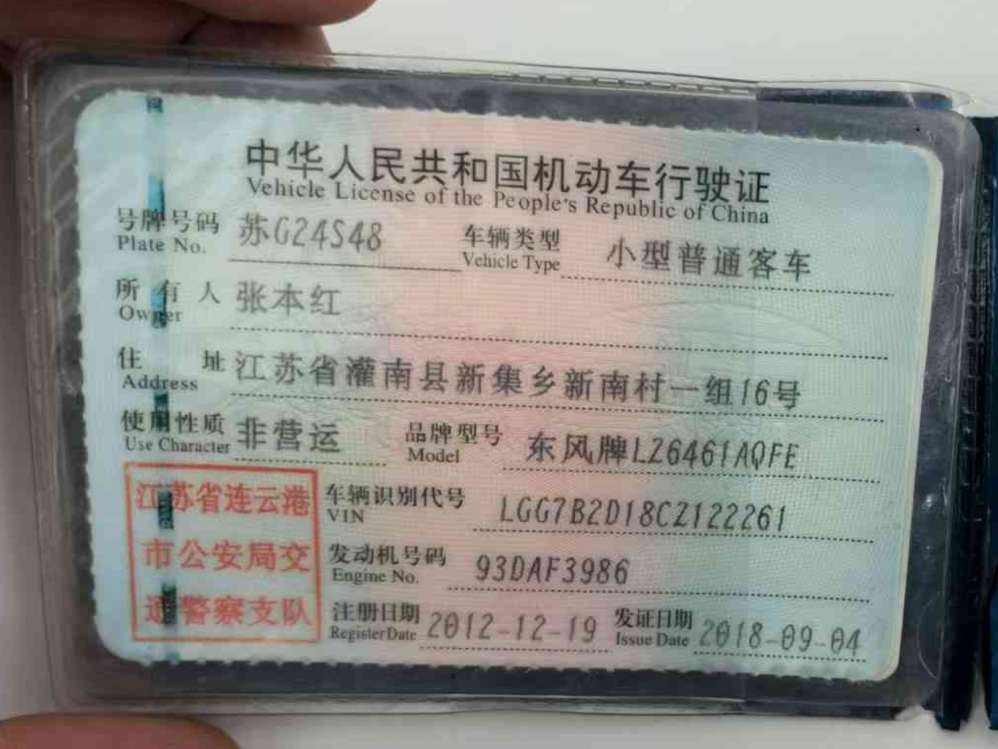 中华人民共和国机动车行驶证
Vehicle License of the People's Republic of China
号牌号码 苏G24S48 车辆类型 小型普通客车
Plate No. Vehicle Type
所有人 张本红
Owner
住址 江苏省灌南县新集乡新南村一组16号
Address
使用性质 非营运 品牌型号 东风牌LZ6461AQFE
Use Character Model
江苏省连云港 车辆识别代号 LGG7B2D18CZ122261
VIN
市公安局交 发动机号码 93DAF3986
Engine No.
通警察支队 注册日期 2012-12-19 发证日期 2018-09-04
Register Date Issue Date